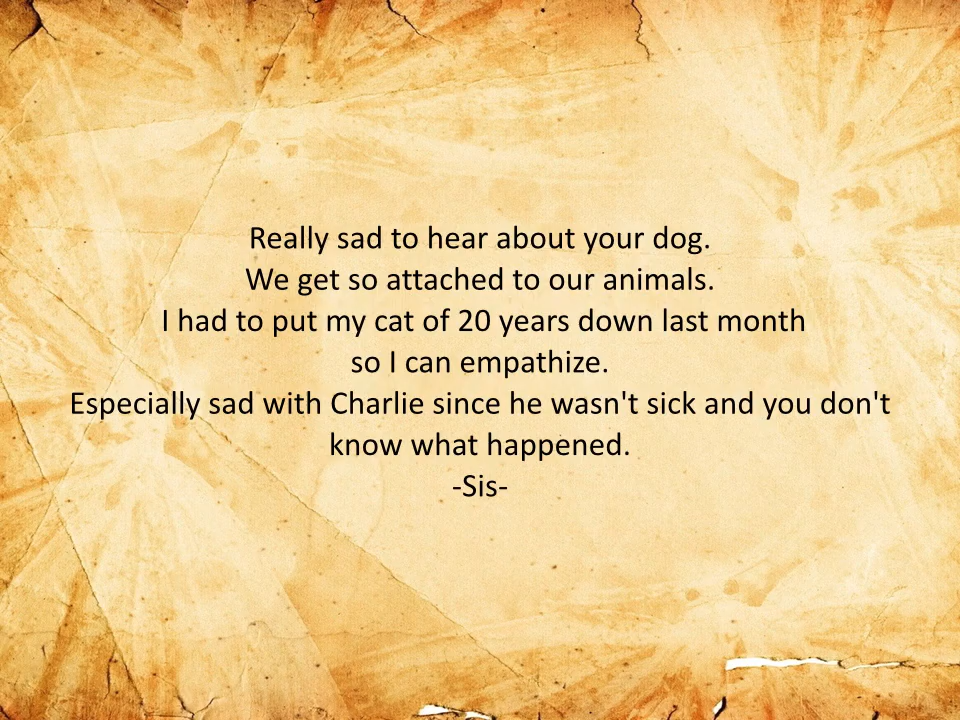 Really sad to hear about your dog.
We get so attached to our animals.
I had to put my cat of 20 years down last month
so I can empathize.
Especially sad with Charlie since he wasn't sick and you don't
know what happened.
-Sis-